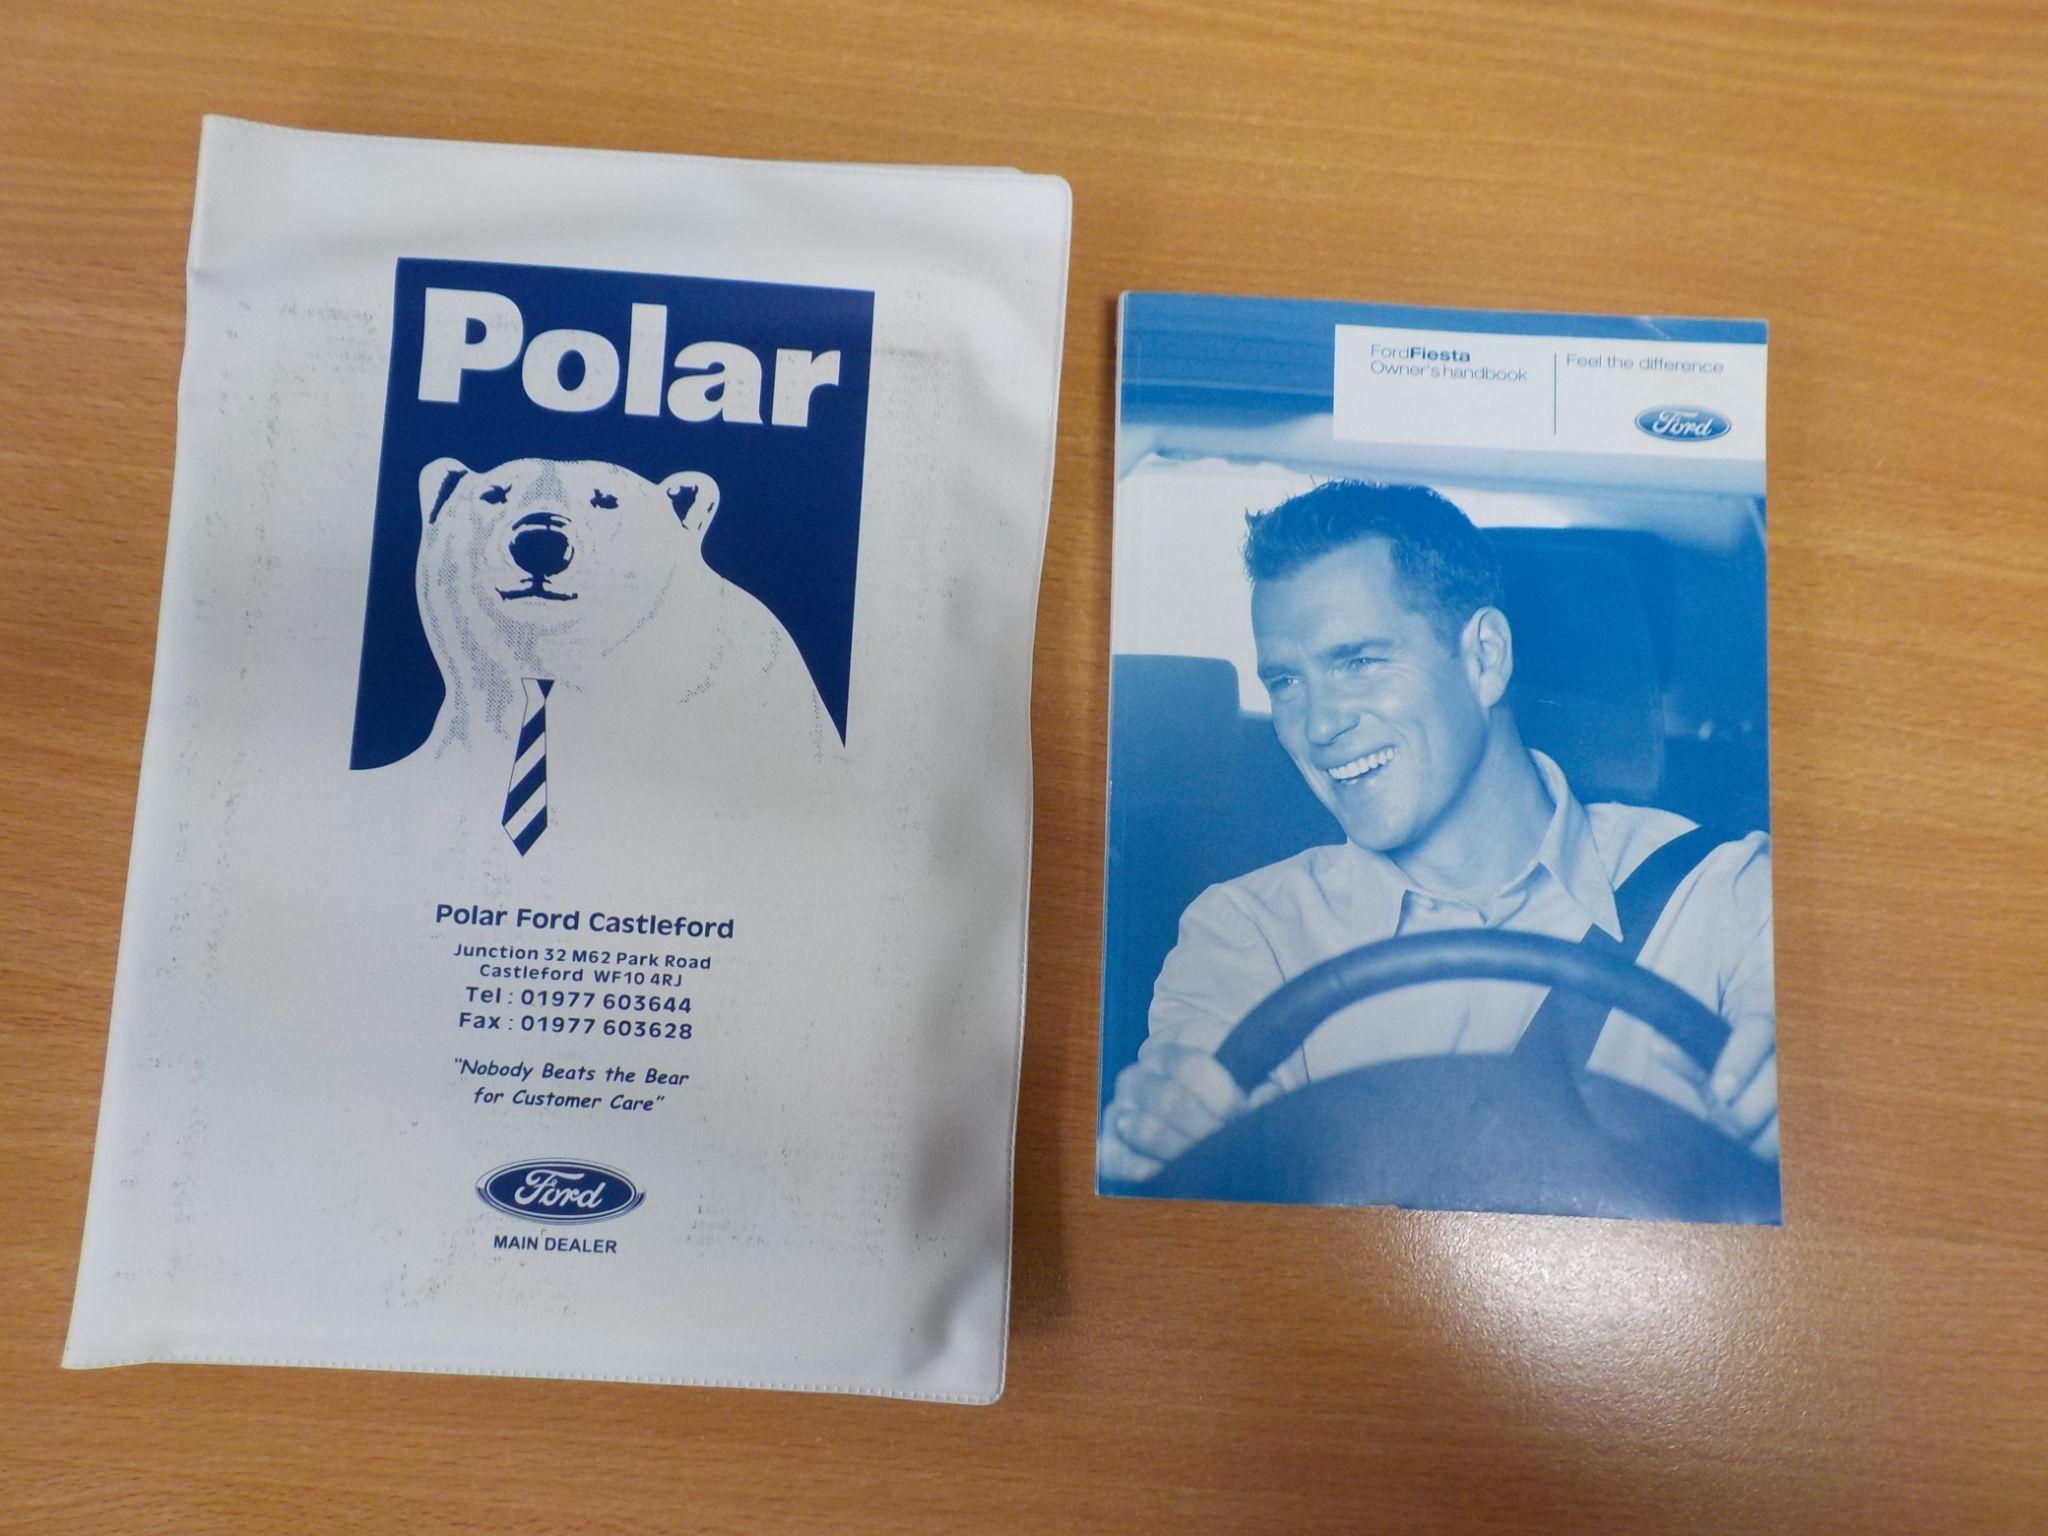 Polar
Polar Ford Castleford
Junction 32 M62 Park Road
Castleford WF10 4RJ
Tel : 01977 603644
Fax : 01977 603628
"Nobody Beats the Bear
for Customer Care"
Ford
MAIN DEALER
FordFiesta
Owner's handbook
Feel the difference
Ford